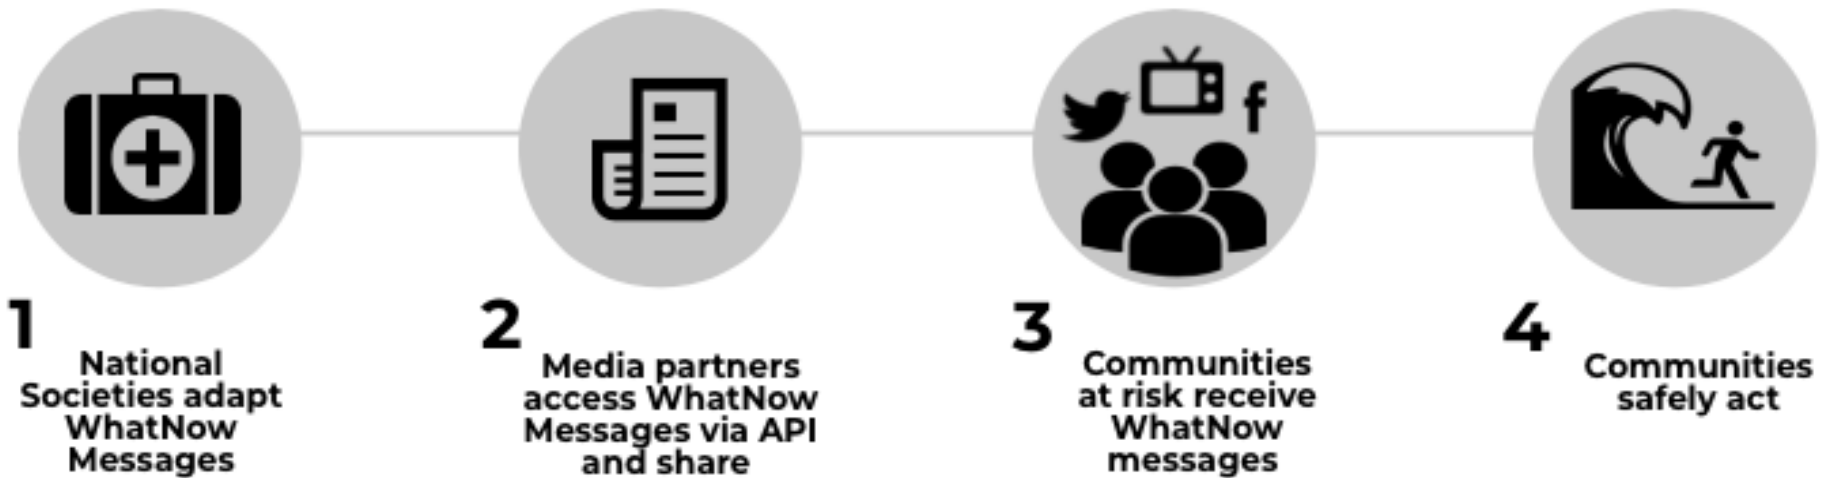 1
National
Societies adapt
WhatNow
Messages
2
Media partners
access WhatNow
Messages via API
and share
3
Communities
at risk receive
WhatNow
messages
4
Communities
safely act